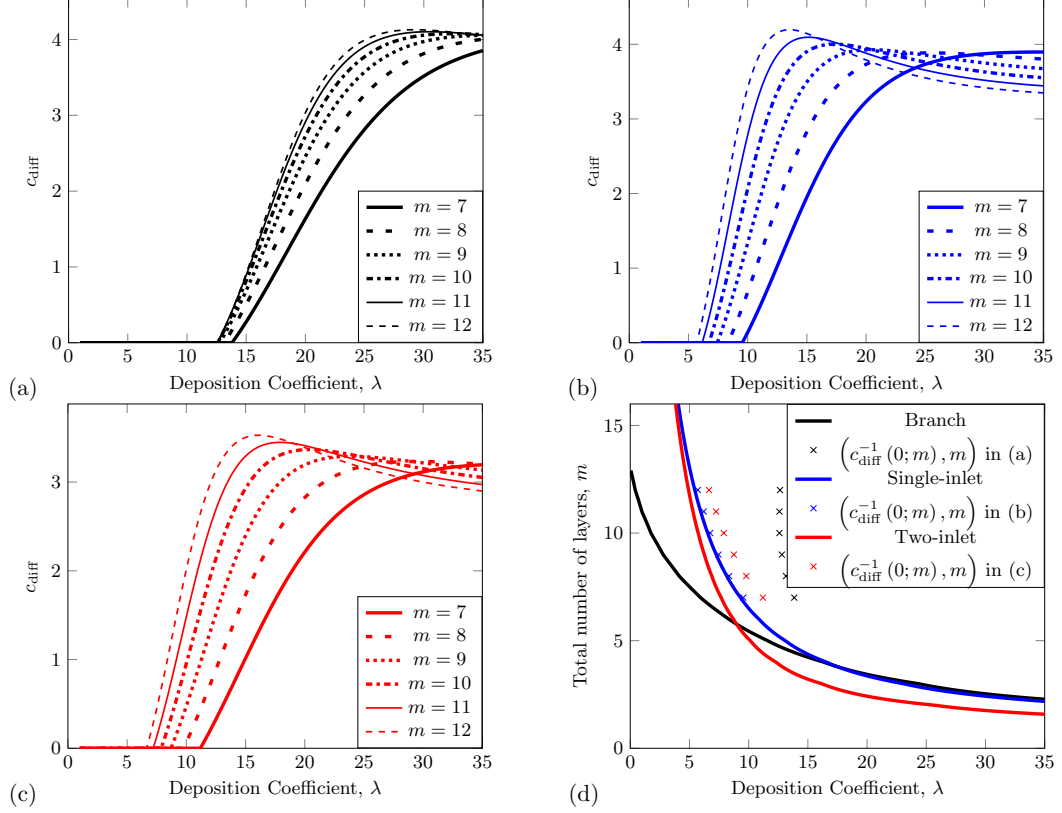 4
3
2
1
0
c_diff
m = 7
m = 8
m = 9
m = 10
m = 11
m = 12
0 5 10 15 20 25 30 35
Deposition Coefficient, λ
(a)
4
3
2
1
0
c_diff
m = 7
m = 8
m = 9
m = 10
m = 11
m = 12
0 5 10 15 20 25 30 35
Deposition Coefficient, λ
(b)
3
2
1
0
c_diff
m = 7
m = 8
m = 9
m = 10
m = 11
m = 12
0 5 10 15 20 25 30 35
Deposition Coefficient, λ
(c)
15
10
5
0
Total number of layers, m
Branch
(c_diff^{-1} (0; m), m) in (a)
Single-inlet
(c_diff^{-1} (0; m), m) in (b)
Two-inlet
(c_diff^{-1} (0; m), m) in (c)
0 5 10 15 20 25 30 35
Deposition Coefficient, λ
(d)